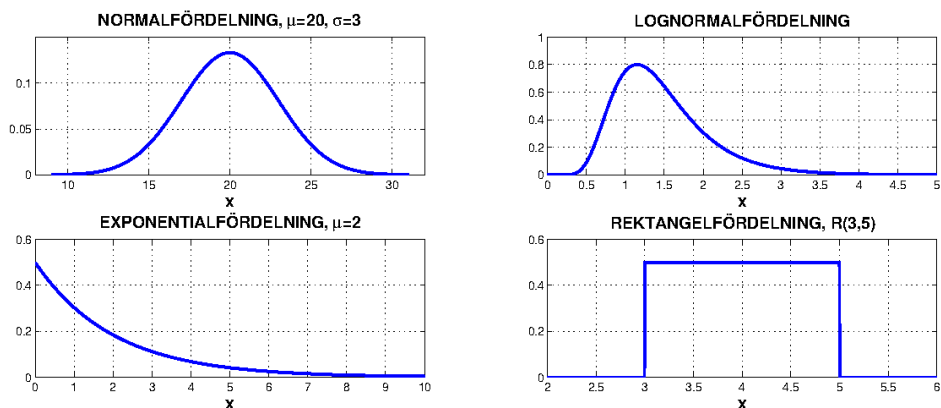 NORMALFÖRDELNING, μ=20, σ=3
0.1
0.05
0
10 15 20 25 30
X
LOGNORMALFÖRDELNING
1
0.8
0.6
0.4
0.2
0
0 0.5 1 1.5 2 2.5 3 3.5 4 4.5 5
X
EXPONENTIALFÖRDELNING, μ=2
0.6
0.4
0.2
0
0 1 2 3 4 5 6 7 8 9 10
X
REKTANGELFÖRDELNING, R(3,5)
0.6
0.4
0.2
0
2 2.5 3 3.5 4 4.5 5 5.5 6
X